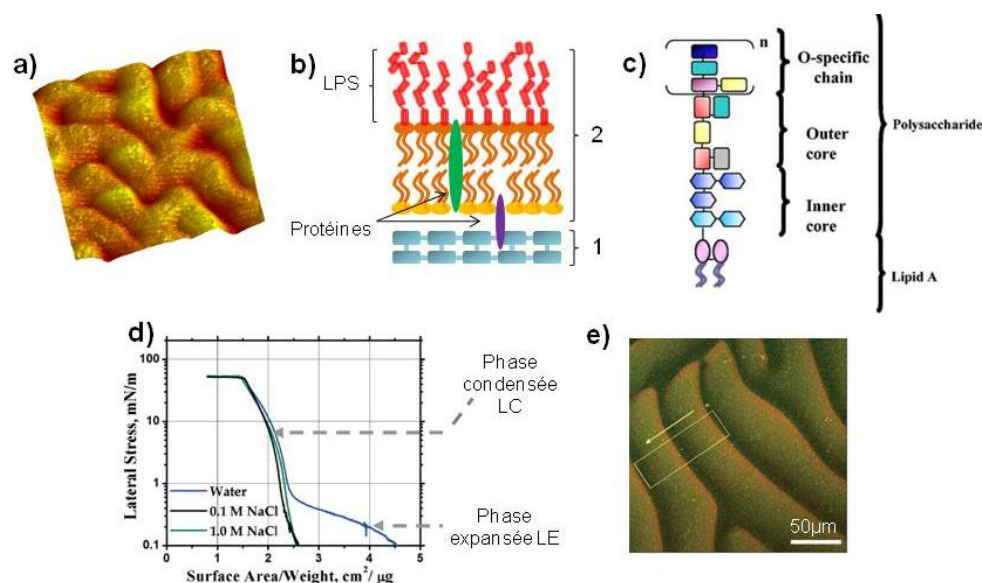 a)
b)
LPS
2
Protéines
1
c)
n
O-specific
chain
Outer
core
Inner
core
Polysaccharide
Lipid A
d)
Lateral Stress, mN/m
100
10
1
0.1
Water
0.1 M NaCl
1.0 M NaCl
0
1
2
3
4
5
Surface Area/Weight, cm²/ µg
Phase
condensée
LC
Phase
expansée LE
e)
50µm